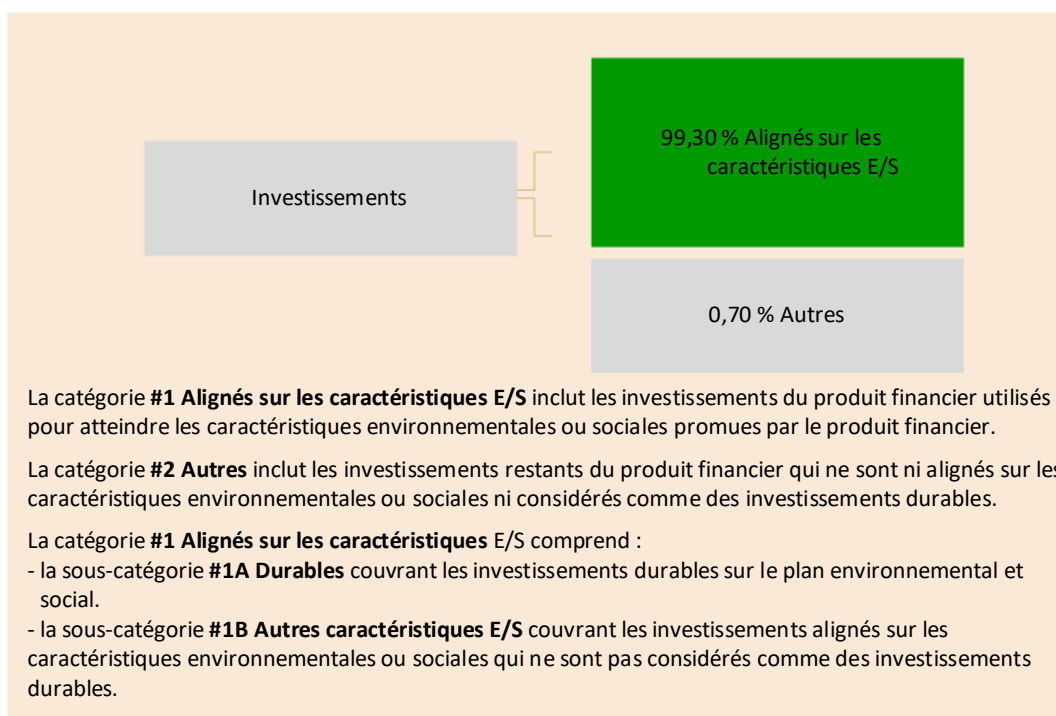 99,30 % Alignés sur les
caractéristiques E/S
Investissements
0,70 % Autres
La catégorie #1 Alignés sur les caractéristiques E/S inclut les investissements du produit financier utilisés
pour atteindre les caractéristiques environnementales ou sociales promues par le produit financier.
La catégorie #2 Autres inclut les investissements restants du produit financier qui ne sont ni alignés sur les
caractéristiques environnementales ou sociales ni considérés comme des investissements durables.
La catégorie #1 Alignés sur les caractéristiques E/S comprend :
- la sous-catégorie #1A Durables couvrant les investissements durables sur le plan environnemental et
social.
- la sous-catégorie #1B Autres caractéristiques E/S couvrant les investissements alignés sur les
caractéristiques environnementales ou sociales qui ne sont pas considérés comme des investissements
durables.